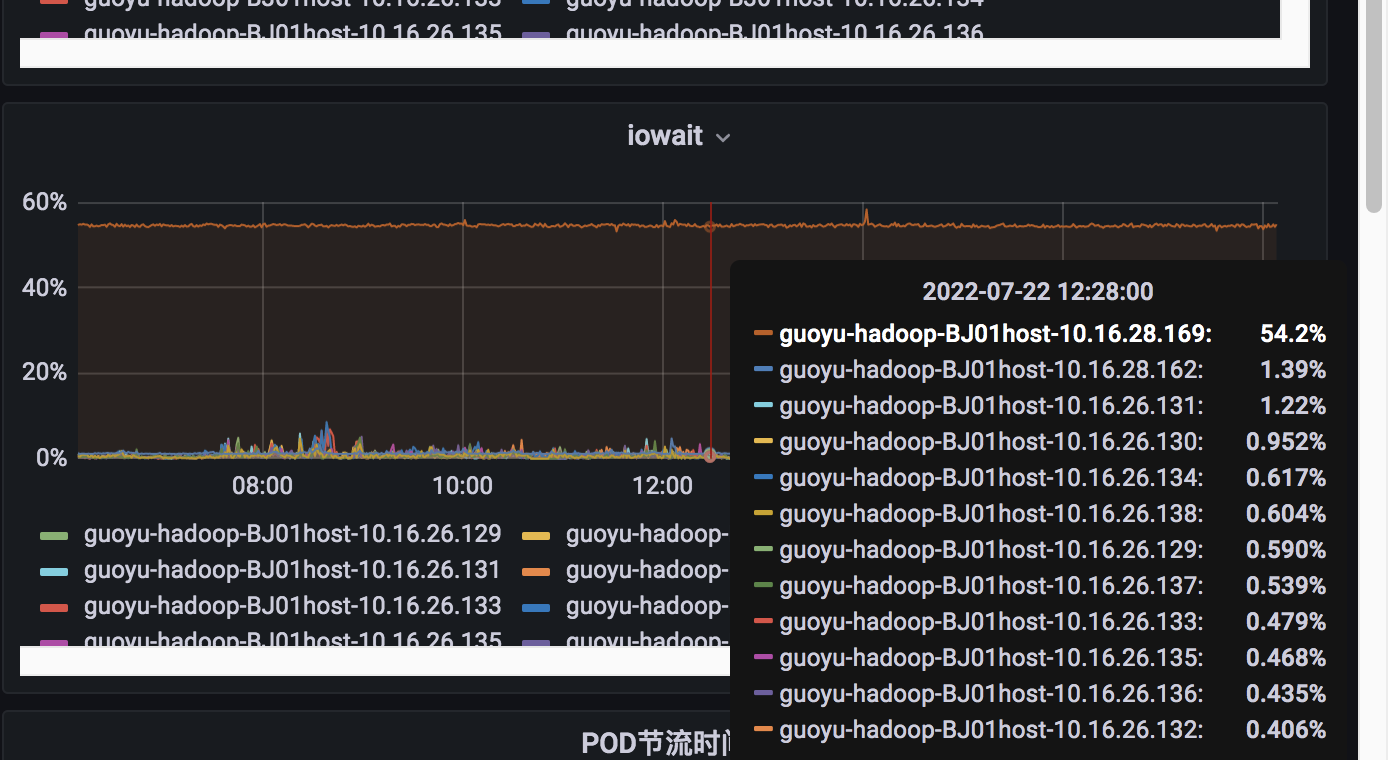 guoyu-hadoop-BJ01host-10.16.26.133 guoyu-hadoop-BJ01host-10.16.26.134
guoyu-hadoop-BJ01host-10.16.26.135 guoyu-hadoop-BJ01host-10.16.26.136
iowait
60%
40%
20%
0%
08:00 10:00 12:00
2022-07-22 12:28:00
guoyu-hadoop-BJ01host-10.16.28.169: 54.2%
guoyu-hadoop-BJ01host-10.16.28.162: 1.39%
guoyu-hadoop-BJ01host-10.16.26.131: 1.22%
guoyu-hadoop-BJ01host-10.16.26.130: 0.952%
guoyu-hadoop-BJ01host-10.16.26.134: 0.617%
guoyu-hadoop-BJ01host-10.16.26.138: 0.604%
guoyu-hadoop-BJ01host-10.16.26.129: 0.590%
guoyu-hadoop-BJ01host-10.16.26.137: 0.539%
guoyu-hadoop-BJ01host-10.16.26.133: 0.479%
guoyu-hadoop-BJ01host-10.16.26.135: 0.468%
guoyu-hadoop-BJ01host-10.16.26.136: 0.435%
guoyu-hadoop-BJ01host-10.16.26.132: 0.406%
guoyu-hadoop-BJ01host-10.16.26.129 guoyu-hadoop-
guoyu-hadoop-BJ01host-10.16.26.131 guoyu-hadoop-
guoyu-hadoop-BJ01host-10.16.26.133 guoyu-hadoop-
guoyu-hadoop-BJ01host-10.16.26.135 guoyu-hadoop-
POD节流时